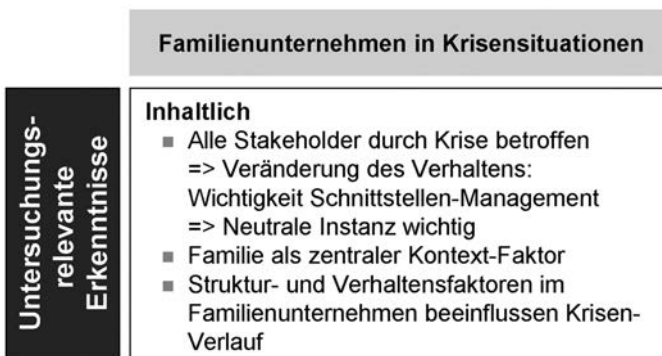 Familienunternehmen in Krisensituationen
Untersuchungs-
relevante
Erkenntnisse
Inhaltlich
■ Alle Stakeholder durch Krise betroffen
=> Veränderung des Verhaltens:
Wichtigkeit Schnittstellen-Management
=> Neutrale Instanz wichtig
■ Familie als zentraler Kontext-Faktor
■ Struktur- und Verhaltensfaktoren im
Familienunternehmen beeinflussen Krisen-
Verlauf